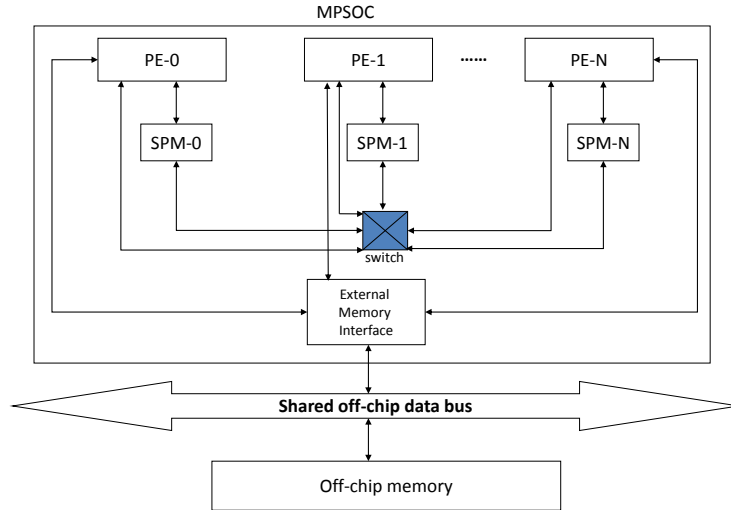 MPSOC
PE-0
PE-1
......
PE-N
SPM-0
SPM-1
SPM-N
switch
External
Memory
Interface
Shared off-chip data bus
Off-chip memory